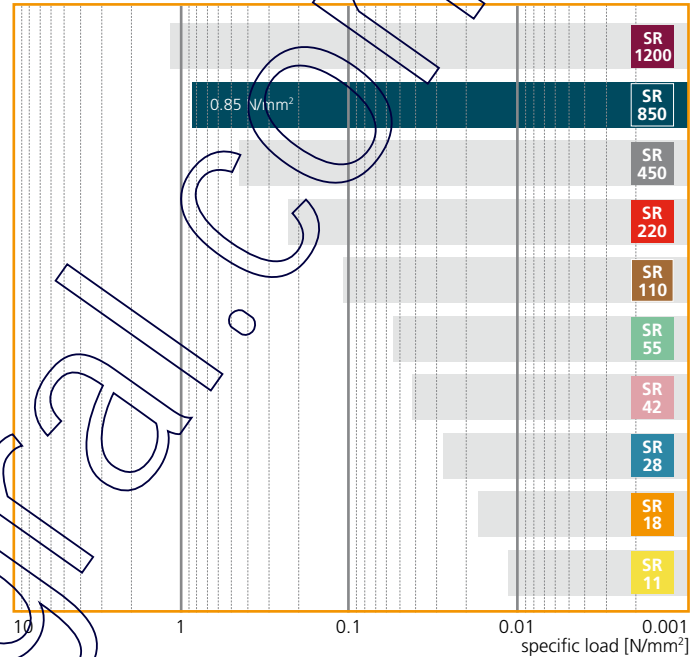 SR
1200
0.85 N/mm²
SR
850
SR
450
SR
220
SR
110
SR
55
SR
42
SR
28
SR
18
SR
11
10 1 0.1 0.01 0.001
specific load [N/mm²]